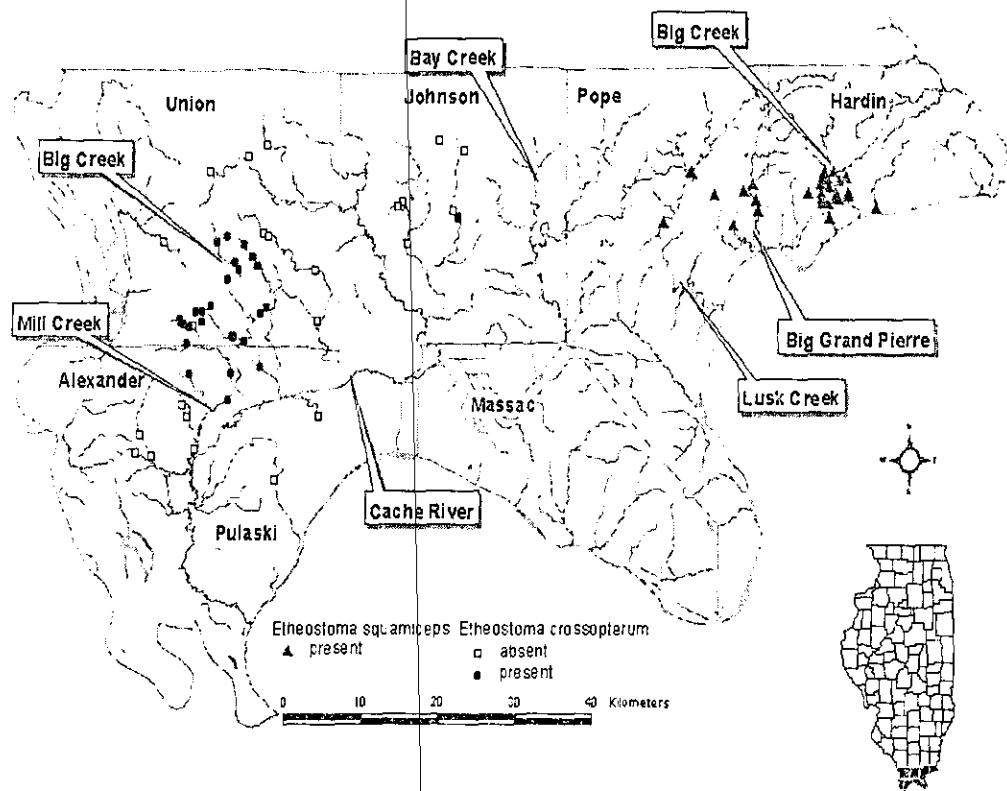 Big Creek
Bay Creek
Union
Johnson
Pope
Hardin
Big Creek
Mill Creek
Big Grand Pierre
Alexander
Lusk Creek
Massac
Cache River
Pulaski
Etheostoma squamiceps Etheostoma crossopterum
present
absent
present
0 10 20 30 40 Kilometers